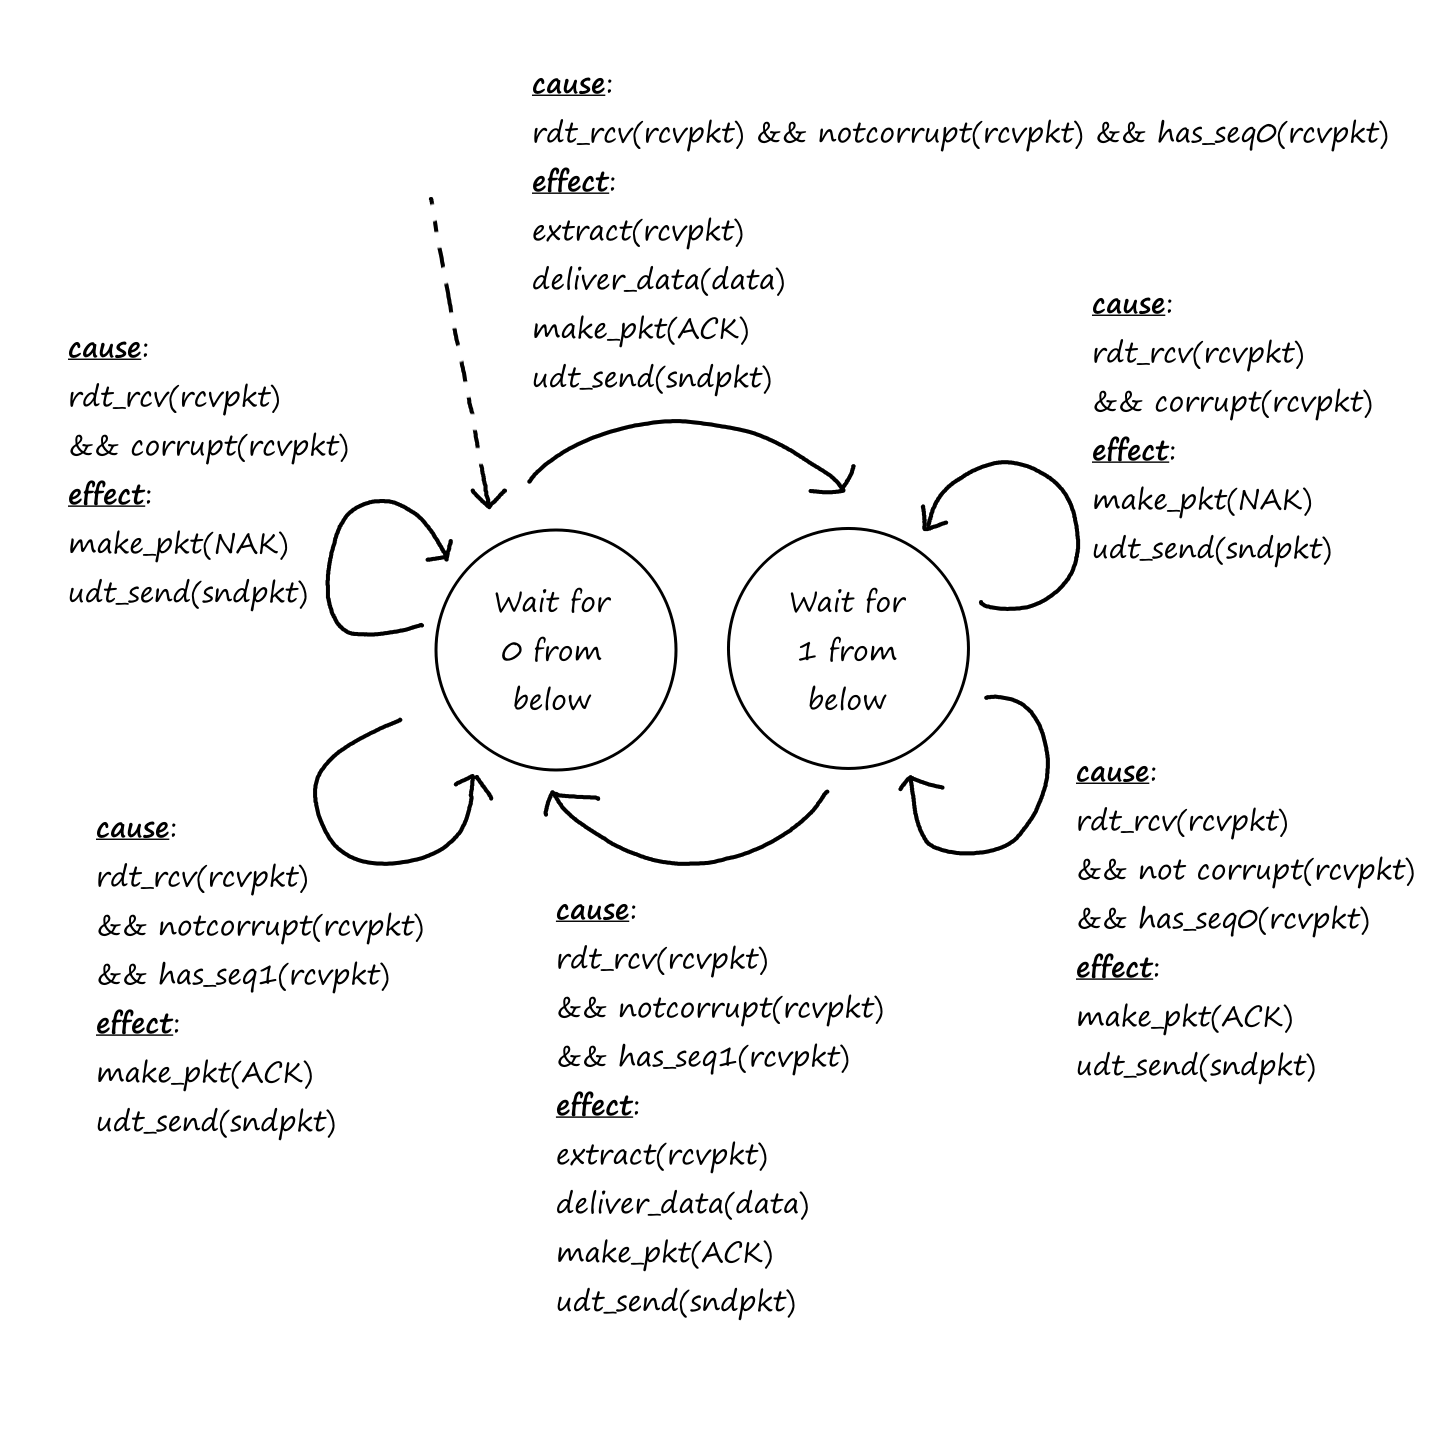 cause:
rdt_rcv(rcvpkt) && notcorrupt(rcvpkt) && has_seq0(rcvpkt)
effect:
extract(rcvpkt)
deliver_data(data)
make_pkt(ACK)
udt_send(sndpkt)
cause:
rdt_rcv(rcvpkt)
&& corrupt(rcvpkt)
effect:
make_pkt(NAK)
udt_send(sndpkt)
cause:
rdt_rcv(rcvpkt)
&& corrupt(rcvpkt)
effect:
make_pkt(NAK)
udt_send(sndpkt)
Wait for
0 from
below
Wait for
1 from
below
cause:
rdt_rcv(rcvpkt)
&& notcorrupt(rcvpkt)
&& has_seq1(rcvpkt)
effect:
make_pkt(ACK)
udt_send(sndpkt)
cause:
rdt_rcv(rcvpkt)
&& notcorrupt(rcvpkt)
&& has_seq1(rcvpkt)
effect:
extract(rcvpkt)
deliver_data(data)
make_pkt(ACK)
udt_send(sndpkt)
cause:
rdt_rcv(rcvpkt)
&& not corrupt(rcvpkt)
&& has_seq0(rcvpkt)
effect:
make_pkt(ACK)
udt_send(sndpkt)